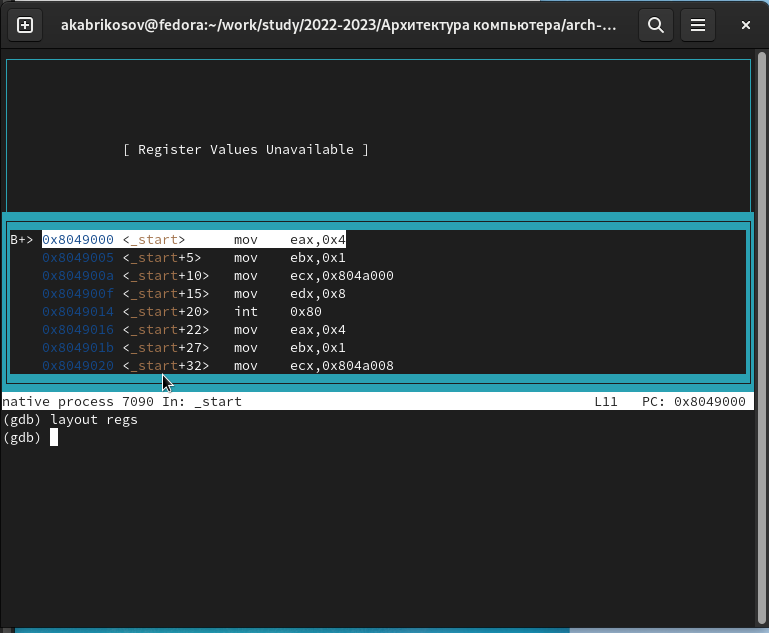 akabrikosov@fedora:~/work/study/2022-2023/Архитектура компьютера/arch-...
[ Register Values Unavailable ]
B+> 0x8049000 <_start>      mov    eax,0x4
0x8049005 <_start+5>    mov    ebx,0x1
0x804900a <_start+10>   mov    ecx,0x804a000
0x804900f <_start+15>   mov    edx,0x8
0x8049014 <_start+20>   int    0x80
0x8049016 <_start+22>   mov    eax,0x4
0x804901b <_start+27>   mov    ebx,0x1
0x8049020 <_start+32>   mov    ecx,0x804a008
native process 7090 In: _start                                            L11   PC: 0x8049000
(gdb) layout regs
(gdb)